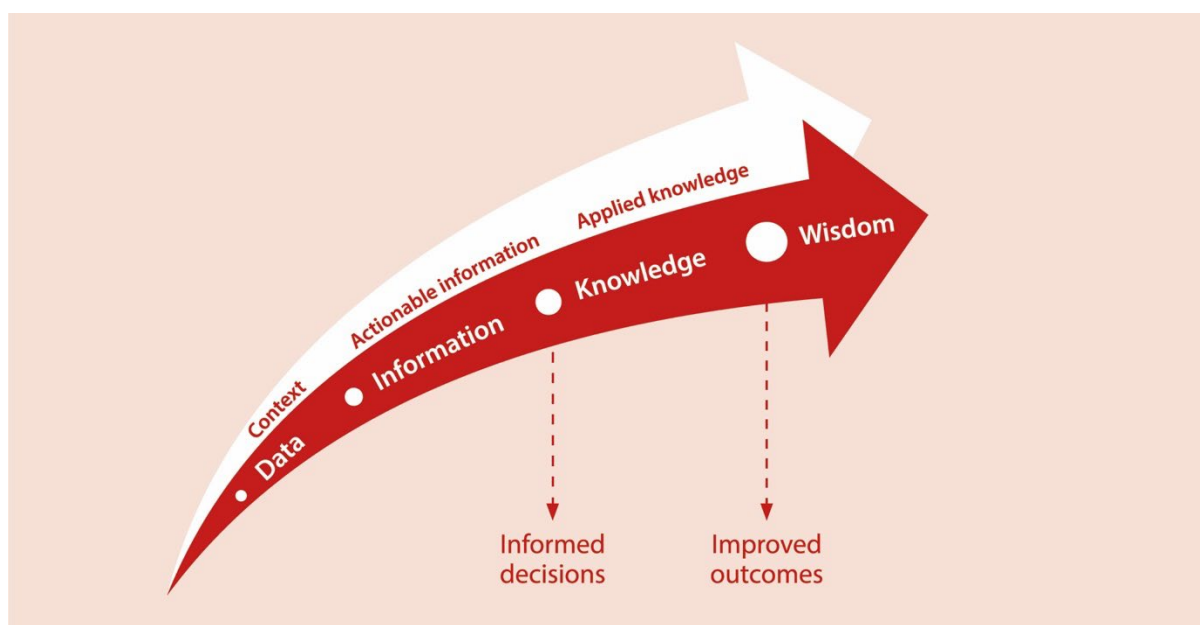 Context
Actionable information
Applied knowledge
Data
Information
Knowledge
Wisdom
Informed
decisions
Improved
outcomes